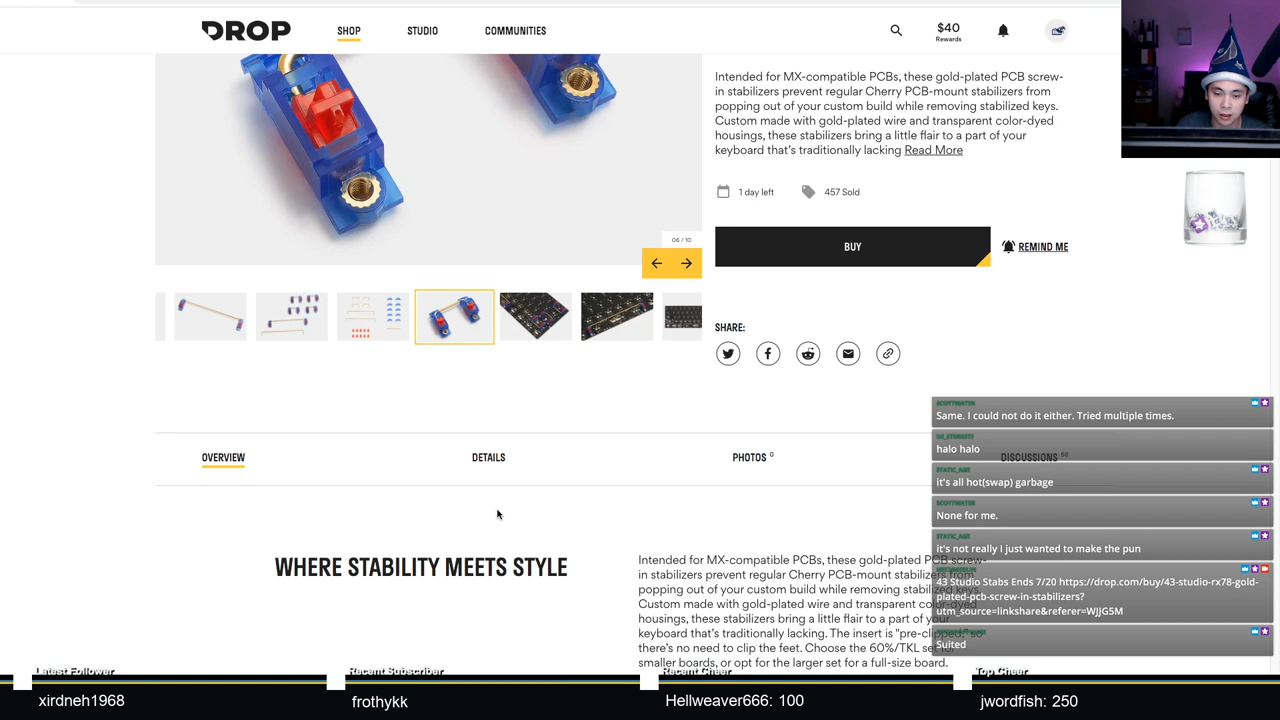 DROP
SHOP
STUDIO
COMMUNITIES
$40
Rewards
Intended for MX-compatible PCBs, these gold-plated PCB screw-
in stabilizers prevent regular Cherry PCB-mount stabilizers from
popping out of your custom build while removing stabilized keys.
Custom made with gold-plated wire and transparent color-dyed
housings, these stabilizers bring a little flair to a part of your
keyboard that's traditionally lacking Read More
1 day left
457 Sold
06 / 10
BUY
REMIND ME
SHARE:
OVERVIEW
DETAILS
PHOTOS 0
DISCUSSIONS 68
WHERE STABILITY MEETS STYLE
Intended for MX-compatible PCBs, these gold-plated PCB screw-
in stabilizers prevent regular Cherry PCB-mount stabilizers from
popping out of your custom build while removing stabilized keys.
Custom made with gold-plated wire and transparent color-dyed
housings, these stabilizers bring a little flair to a part of your
keyboard that's traditionally lacking. The insert is "pre-clipped," so
there's no need to clip the feet. Choose the 60%/TKL set for
smaller boards, or opt for the larger set for a full-size board.
Same. I could not do it either. Tried multiple times.
halo halo
it's all hot(swap) garbage
None for me.
it's not really I just wanted to make the pun
43 Studio Stabs Ends 7/20 https://drop.com/buy/43-studio-rx78-gold-
plated-pcb-screw-in-stabilizers?
utm_source=linkshare&referer=WJJG5M
Suited
Latest Follower
xirdneh1968
Recent Subscriber
frothykk
Recent Cheer
Hellweaver666: 100
Top Cheer
jwordfish: 250